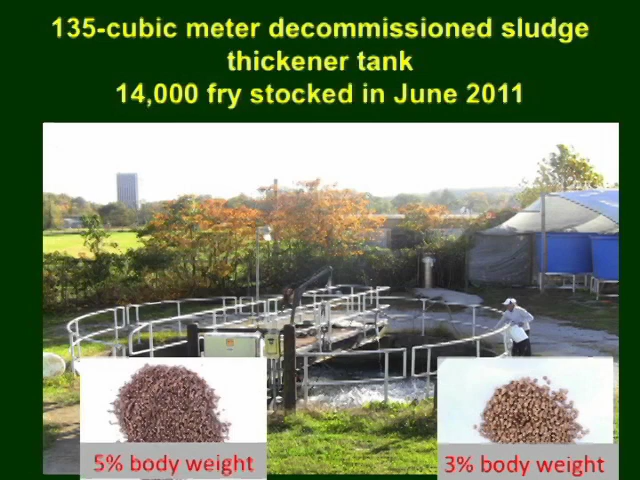 135-cubic meter decommissioned sludge
thickener tank
14,000 fry stocked in June 2011
5% body weight
3% body weight